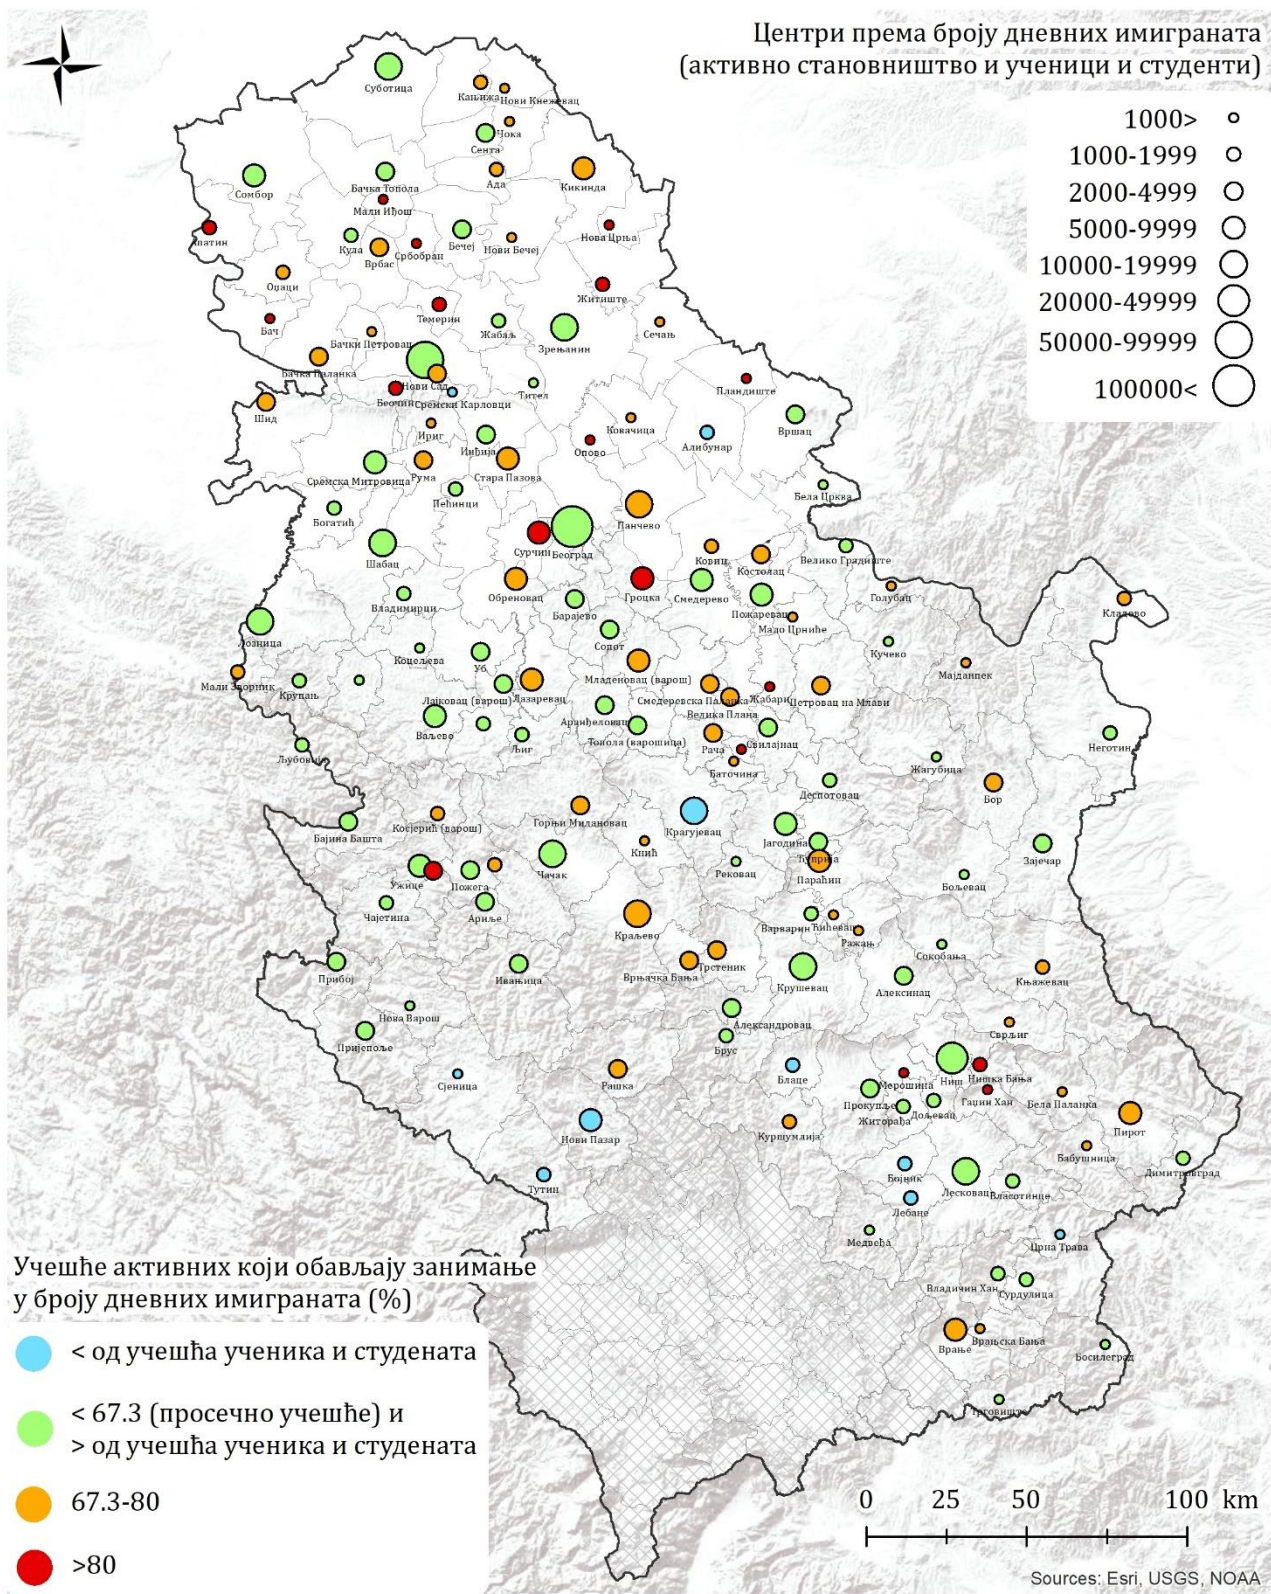 Центри према броју дневних имиграната
(активно становништво и ученици и студенти)
1000>
1000-1999
2000-4999
5000-9999
10000-19999
20000-49999
50000-99999
100000<
Суботица
Кањижа
Нови Кнежевац
Чока
Сента
Сомбор
Бачка Топола
Ада
Кикинда
Мали Иђош
Апатин
Кула
Врбас
Србобран
Бечеј
Нови Бечеј
Нова Црња
Оџаци
Житиште
Бач
Темерин
Жабаљ
Зрењанин
Сечањ
Бачки Петровац
Бачка Паланка
Нови Сад
Беочин
Сремски Карловци
Тител
Пландиште
Шид
Ириг
Инђија
Ковачица
Опово
Алибунар
Вршац
Сремска Митровица
Рума
Стара Пазова
Пећинци
Бела Црква
Богатић
Панчево
Шабац
Сурчин
Београд
Ковин
Костолац
Велико Градиште
Обреновац
Гроцка
Смедерево
Голубац
Кладово
Владимирци
Барајево
Пожаревац
Мало Црниће
Лозница
Сопот
Кучево
Коцељева
Уб
Мајданпек
Мали Зворник
Крупањ
Младеновац (варош)
Лајковац (варош)
Лазаревац
Смедеревска Паланка
Жабари
Петровац на Млави
Велика Плана
Ваљево
Аранђеловац
Љиг
Топола (варошица)
Рача
Свилајнац
Неготин
Љубовија
Баточина
Жагубица
Деспотовац
Бор
Бајина Башта
Косјерић (варош)
Горњи Милановац
Крагујевац
Кнић
Јагодина
Ћуприја
Зајечар
Ужице
Пожега
Чачак
Рековац
Параћин
Бољевац
Чајетина
Ариље
Краљево
Варварин
Ћићевац
Ражањ
Сокобања
Прибој
Ивањица
Врњачка Бања
Трстеник
Крушевац
Алексинац
Књажевац
Нова Варош
Александровац
Сврљиг
Пријепоље
Брус
Сјеница
Рашка
Блаце
Мерошина
Ниш
Нишка Бања
Прокупље
Гаџин Хан
Бела Паланка
Житорађа
Дољевац
Нови Пазар
Куршумлија
Пирот
Бабушница
Тутин
Бојник
Лесковац
Власотинце
Димитровград
Лебане
Медвеђа
Црна Трава
Владичин Хан
Сурдулица
Врање
Врањска Бања
Босилеград
Трговиште
Учешће активних који обављају занимање
у броју дневних имиграната (%)
< од учешћа ученика и студената
< 67.3 (просечно учешће) и
> од учешћа ученика и студената
67.3-80
>80
0 25 50 100 km
Sources: Esri, USGS, NOAA